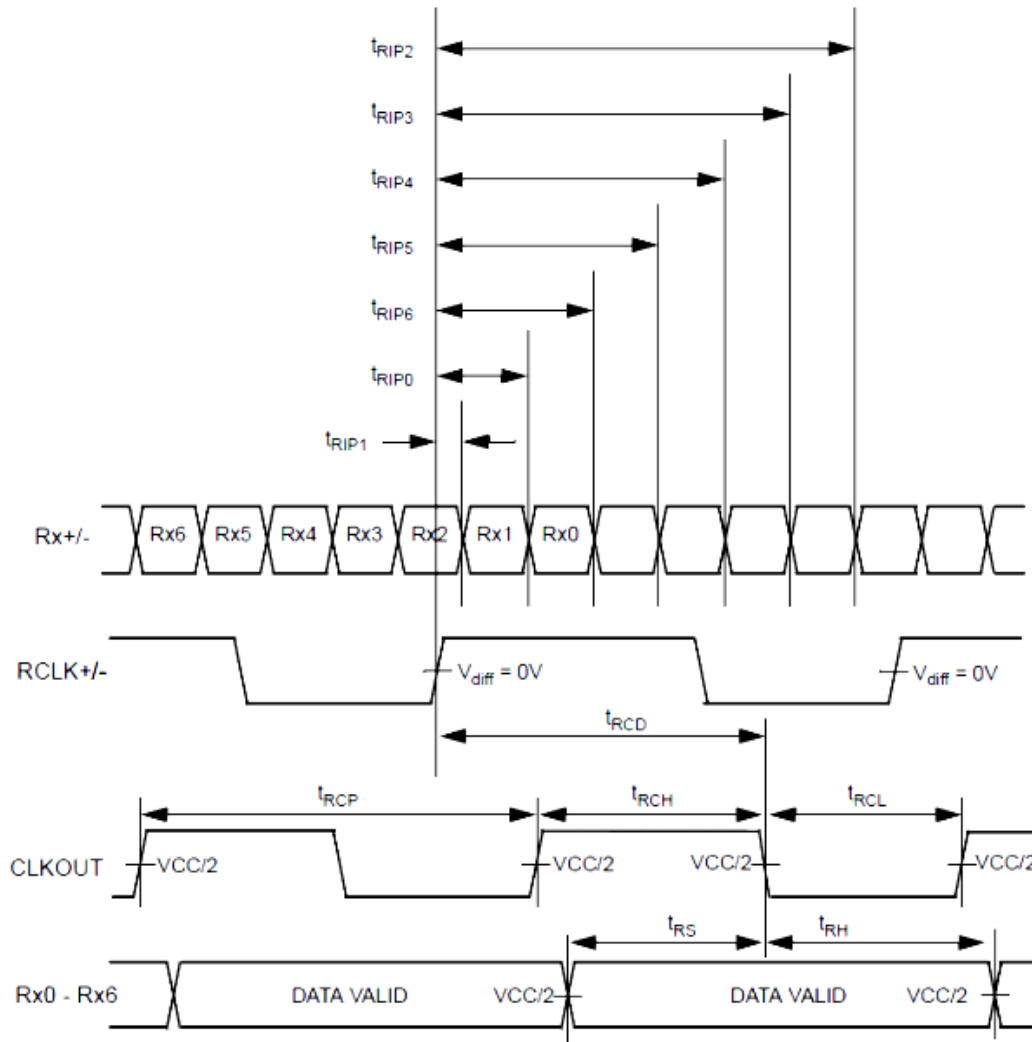 tRIP2
tRIP3
tRIP4
tRIP5
tRIP6
tRIP0
tRIP1
Rx+/- Rx6 Rx5 Rx4 Rx3 Rx2 Rx1 Rx0
RCLK+/- Vdiff = 0V Vdiff = 0V
tRCD
tRCP tRCH tRCL
CLKOUT VCC/2 VCC/2 VCC/2 VCC/2
tRS tRH
Rx0 - Rx6 DATA VALID VCC/2 DATA VALID VCC/2